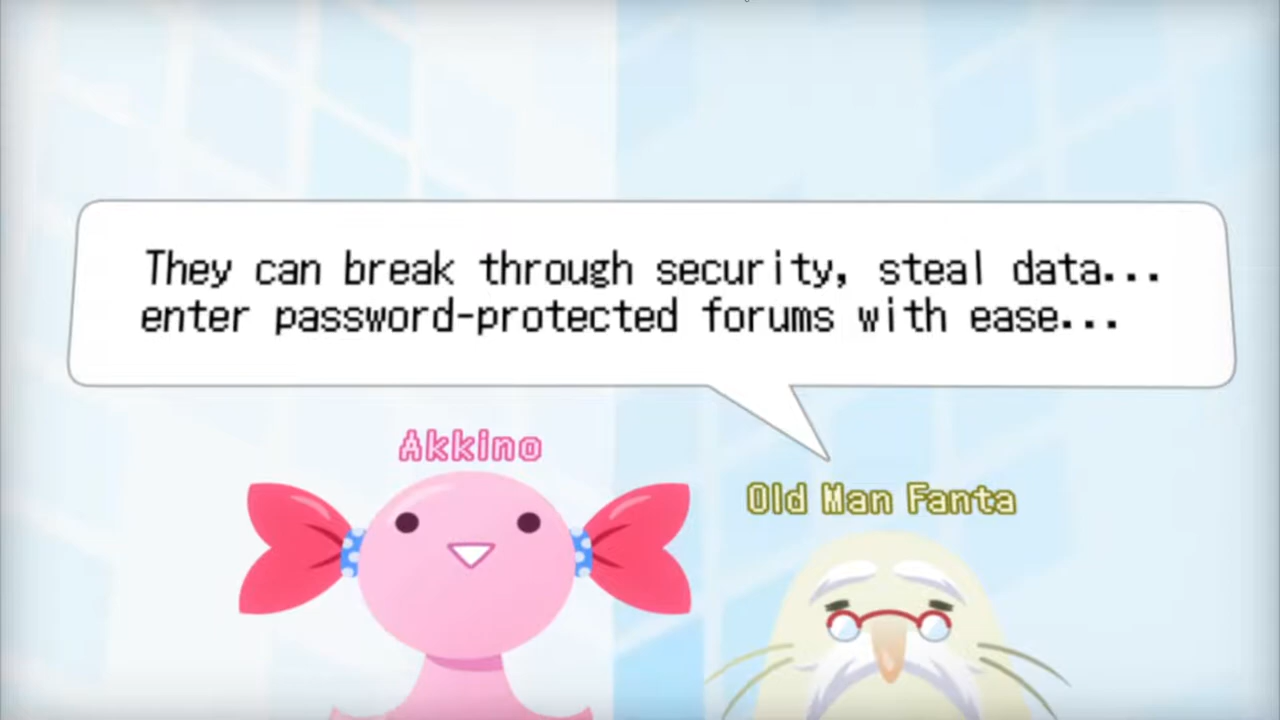 They can break through security, steal data...
enter password-protected forums with ease...
Akkino
Old Man Fanta